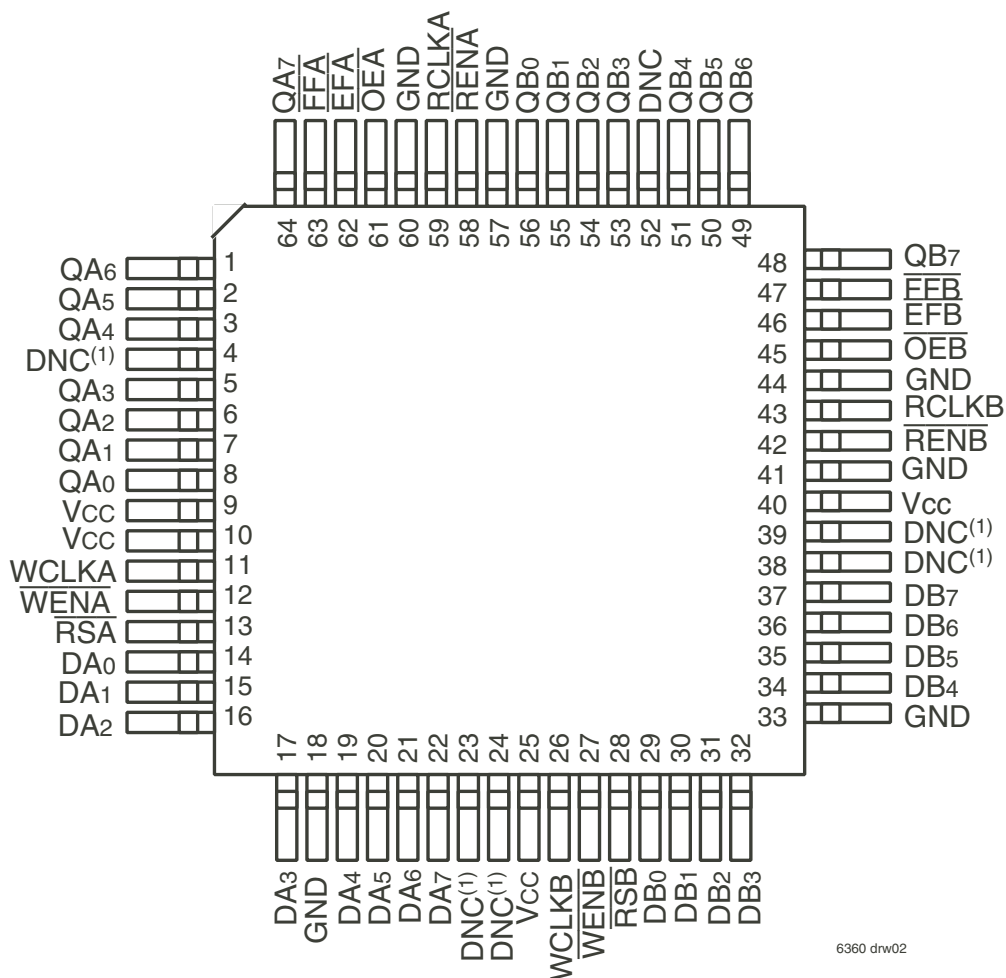 QA7
FFA
EFA
OEA
GND
RCLKA
RENA
GND
QB0
QB1
QB2
QB3
DNC
QB4
QB5
QB6
64
63
62
61
60
59
58
57
56
55
54
53
52
51
50
49
QA6 1
QA5 2
QA4 3
DNC(1) 4
QA3 5
QA2 6
QA1 7
QA0 8
VCC 9
VCC 10
WCLKA 11
WENA 12
RSA 13
DA0 14
DA1 15
DA2 16
48 QB7
47 FFB
46 EFB
45 OEB
44 GND
43 RCLKB
42 RENB
41 GND
40 Vcc
39 DNC(1)
38 DNC(1)
37 DB7
36 DB6
35 DB5
34 DB4
33 GND
17
18
19
20
21
22
23
24
25
26
27
28
29
30
31
32
DA3
GND
DA4
DA5
DA6
DA7
DNC(1)
DNC(1)
VCC
WCLKB
WENB
RSB
DB0
DB1
DB2
DB3
6360 drw02